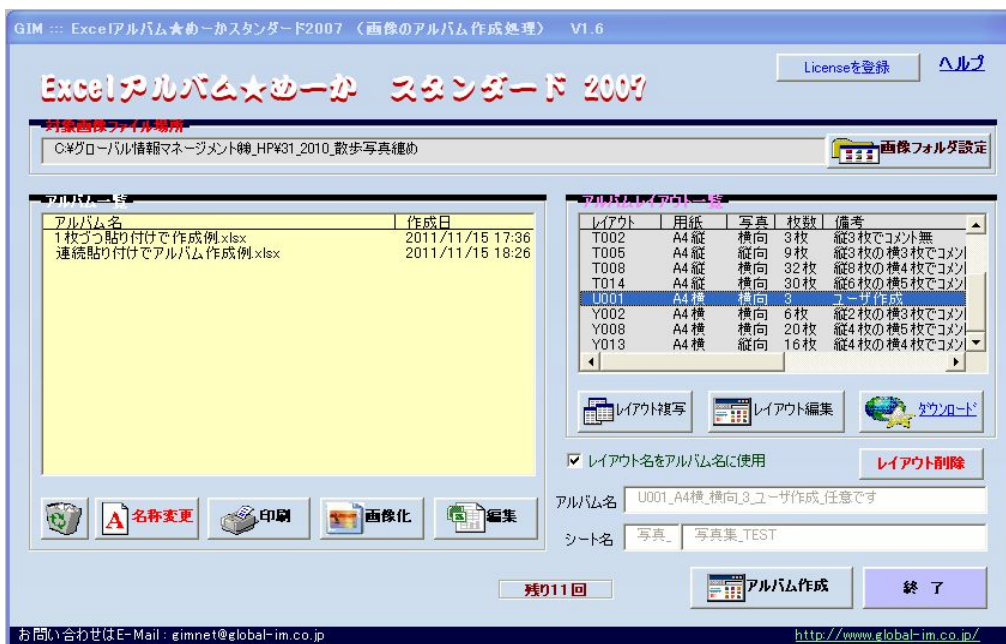 GIM ::: Excelアルバム★めーかスタンダード2007 （画像のアルバム作成処理） V1.6
Excelアルバム★めーか スタンダード 2007
Licenseを登録
ヘルプ
対象画像ファイル場所
C:¥グローバル情報マネージメント㈱_HP¥31_2010_散歩写真纏め
画像フォルダ設定
アルバム一覧
アルバム名 作成日
1枚づつ貼り付けで作成例.xlsx 2011/11/15 17:36
連続貼り付けでアルバム作成例.xlsx 2011/11/15 18:26
アルバムレイアウト一覧
レイアウト 用紙 写真 枚数 備考
T002 A4縦 横向 3枚 縦3枚でコメント無
T005 A4縦 縦向 9枚 縦3枚の横3枚でコメン
T008 A4縦 横向 32枚 縦8枚の横4枚でコメン
T014 A4縦 横向 30枚 縦6枚の横5枚でコメン
U001 A4横 横向 3 ユーザ作成
Y002 A4横 横向 6枚 縦2枚の横3枚でコメン
Y008 A4横 横向 20枚 縦4枚の横5枚でコメン
Y013 A4横 縦向 16枚 縦4枚の横4枚でコメン
レイアウト複写
レイアウト編集
ダウンロード
レイアウト名をアルバム名に使用
レイアウト削除
アルバム名 U001_A4横_横向_3_ユーザ作成_任意です
シート名 写真_ 写真集_TEST
名称変更
印刷
画像化
編集
残り11回
アルバム作成
終 了
お問い合わせはE-Mail : gimnet@global-im.co.jp
http://www.global-im.co.jp/